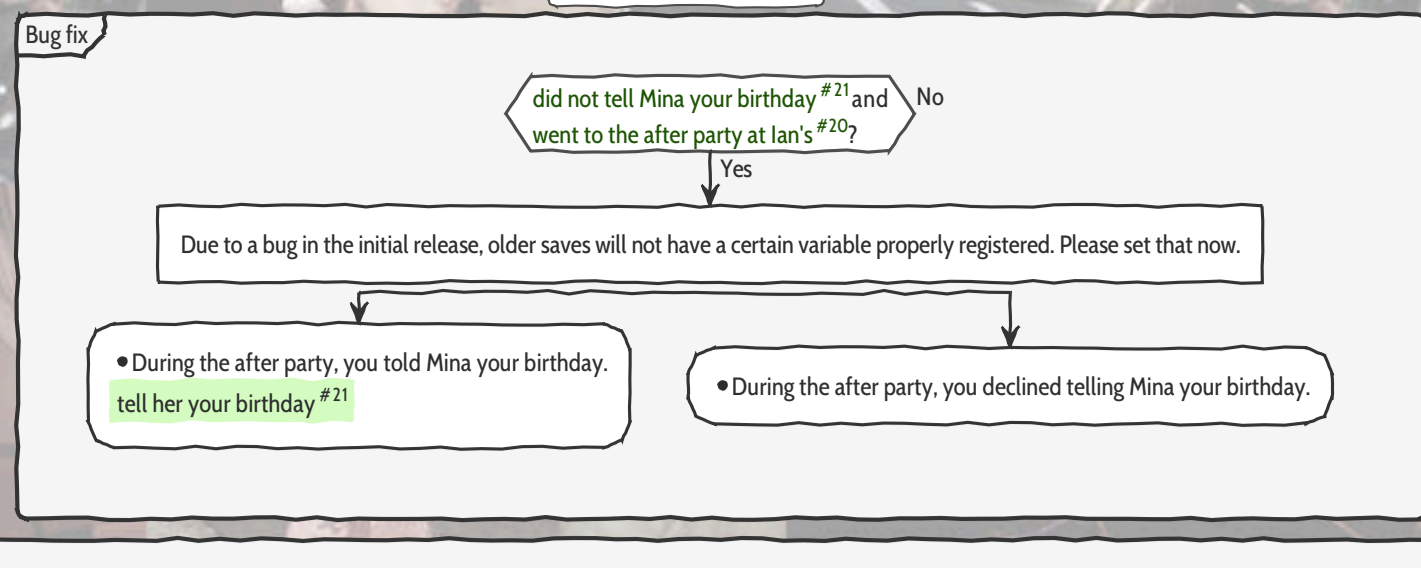 Bug fix
did not tell Mina your birthday #21 and
went to the after party at Ian's #20?
No
Yes
Due to a bug in the initial release, older saves will not have a certain variable properly registered. Please set that now.
●During the after party, you told Mina your birthday.
tell her your birthday #21
●During the after party, you declined telling Mina your birthday.